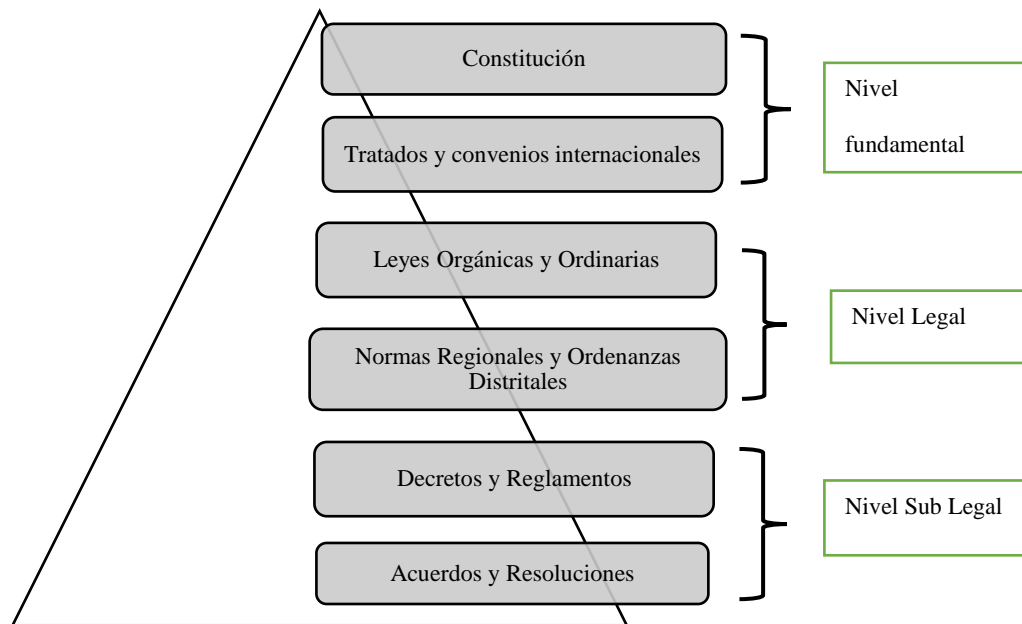 Constitución
Tratados y convenios internacionales
Nivel
fundamental
Leyes Orgánicas y Ordinarias
Normas Regionales y Ordenanzas
Distritales
Nivel Legal
Decretos y Reglamentos
Acuerdos y Resoluciones
Nivel Sub Legal